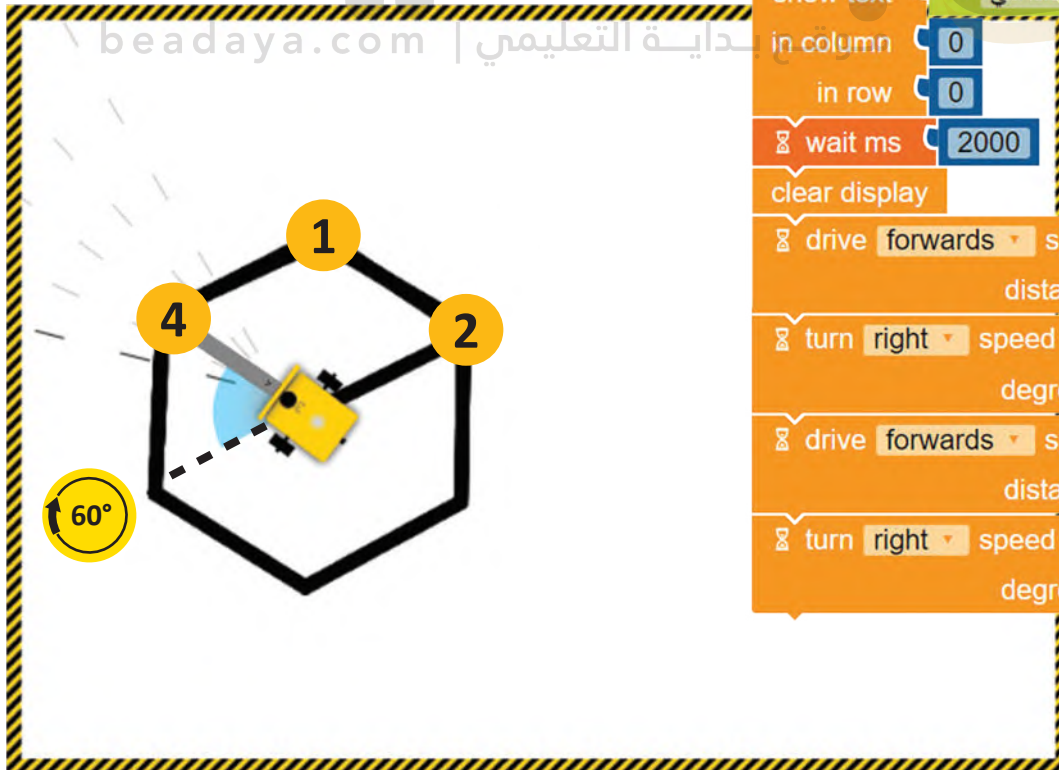 beadaya.com | موقع بداية التعليمي
in column 0
in row 0
wait ms 2000
clear display
drive forwards
turn right speed
drive forwards
turn right speed
1
4
2
60°